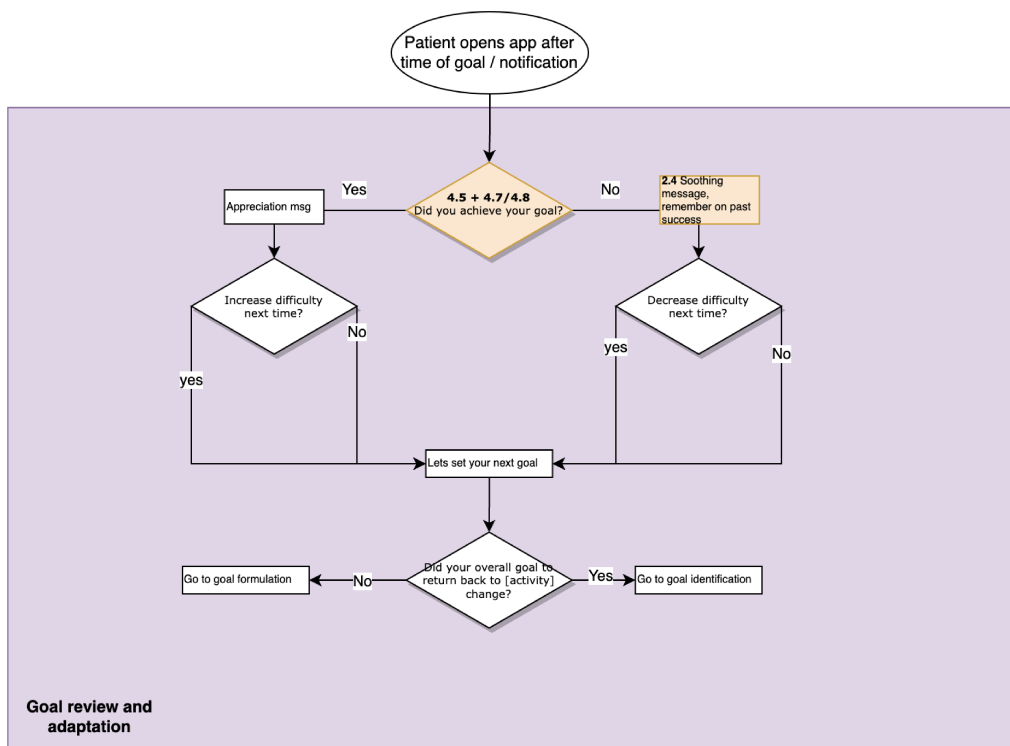 Patient opens app after
time of goal / notification
Yes
4.5 + 4.7/4.8
Did you achieve your goal?
No
Appreciation msg
2.4 Soothing
message,
remember on past
success
Increase difficulty
next time?
Decrease difficulty
next time?
yes
No
yes
No
Lets set your next goal
Did your overall goal to
return back to [activity]
change?
No
Yes
Go to goal formulation
Go to goal identification
Goal review and
adaptation